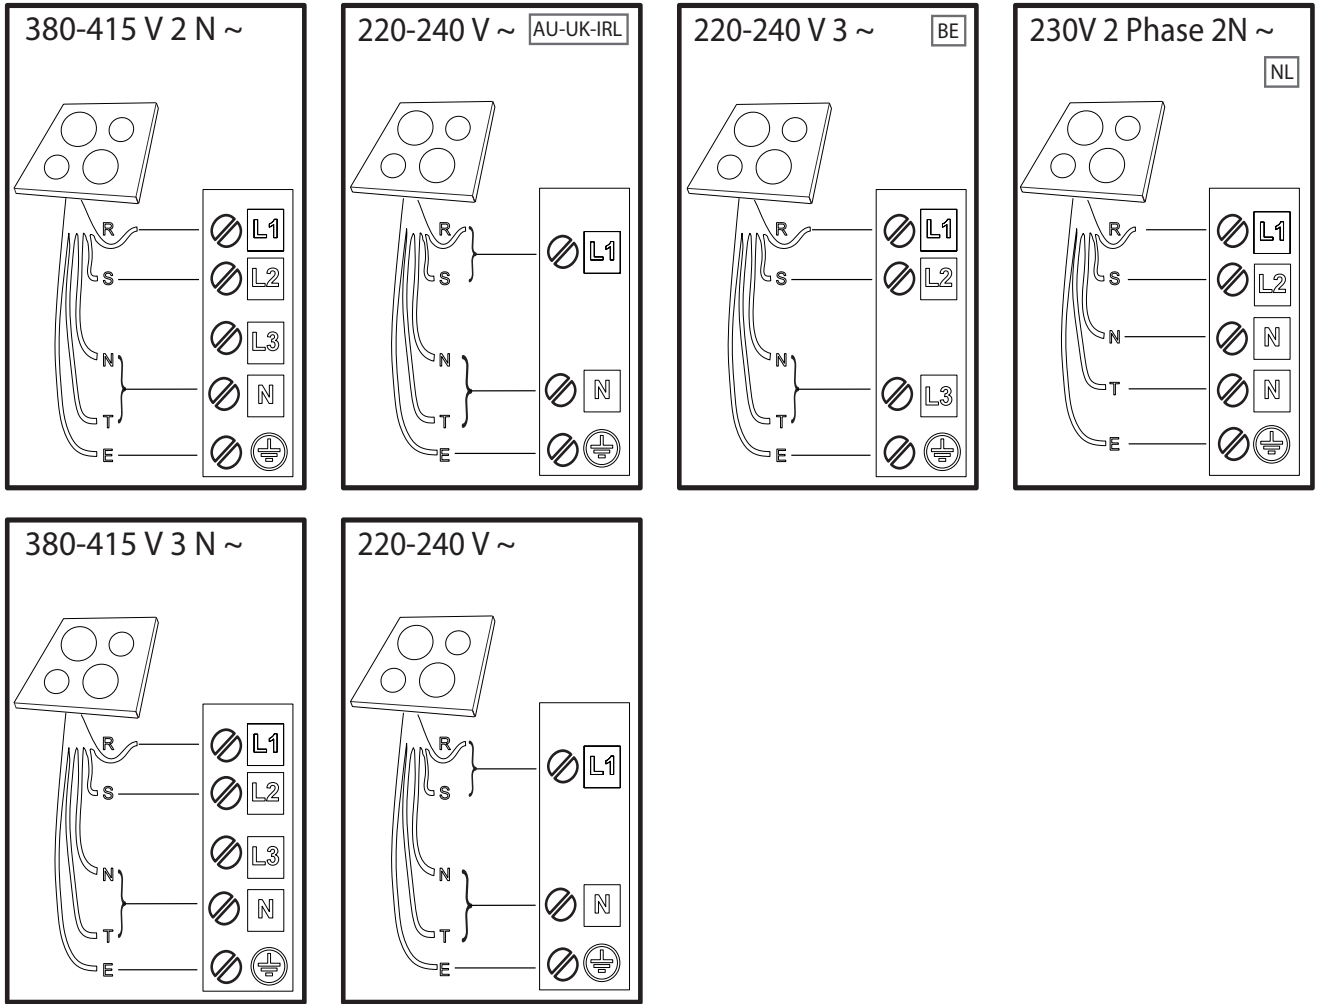 380-415 V 2 N ~
R L1
S L2
L3
N
N
T
E
220-240 V ~ AU-UK-IRL
R
L1
S
N
N
T
E
220-240 V 3 ~ BE
R L1
S L2
N
L3
T
E
230V 2 Phase 2N ~
NL
R L1
S L2
N N
T N
E
380-415 V 3 N ~
R L1
S L2
L3
N
N
T
E
220-240 V ~
R
L1
S
N
N
T
E